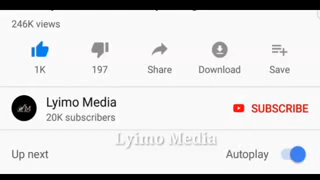 246K views
1K
197
Share
Download
Save
Lyimo Media
SUBSCRIBE
20K subscribers
Lyimo Media
Up next
Autoplay